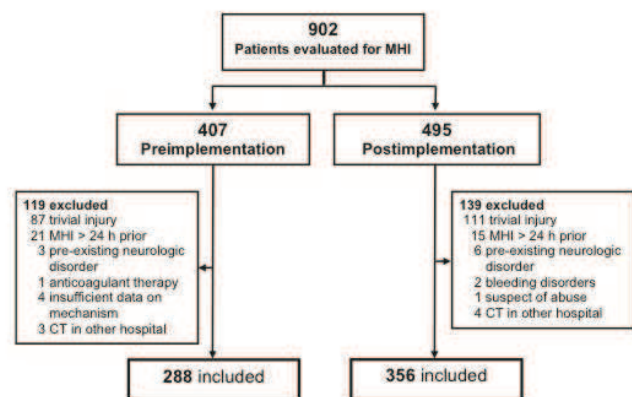 902
Patients evaluated for MHI
407
Preimplementation
495
Postimplementation
119 excluded
87 trivial injury
21 MHI > 24 h prior
3 pre-existing neurologic
disorder
1 anticoagulant therapy
4 insufficient data on
mechanism
3 CT in other hospital
139 excluded
111 trivial injury
15 MHI > 24 h prior
6 pre-existing neurologic
disorder
2 bleeding disorders
1 suspect of abuse
4 CT in other hospital
288 included
356 included